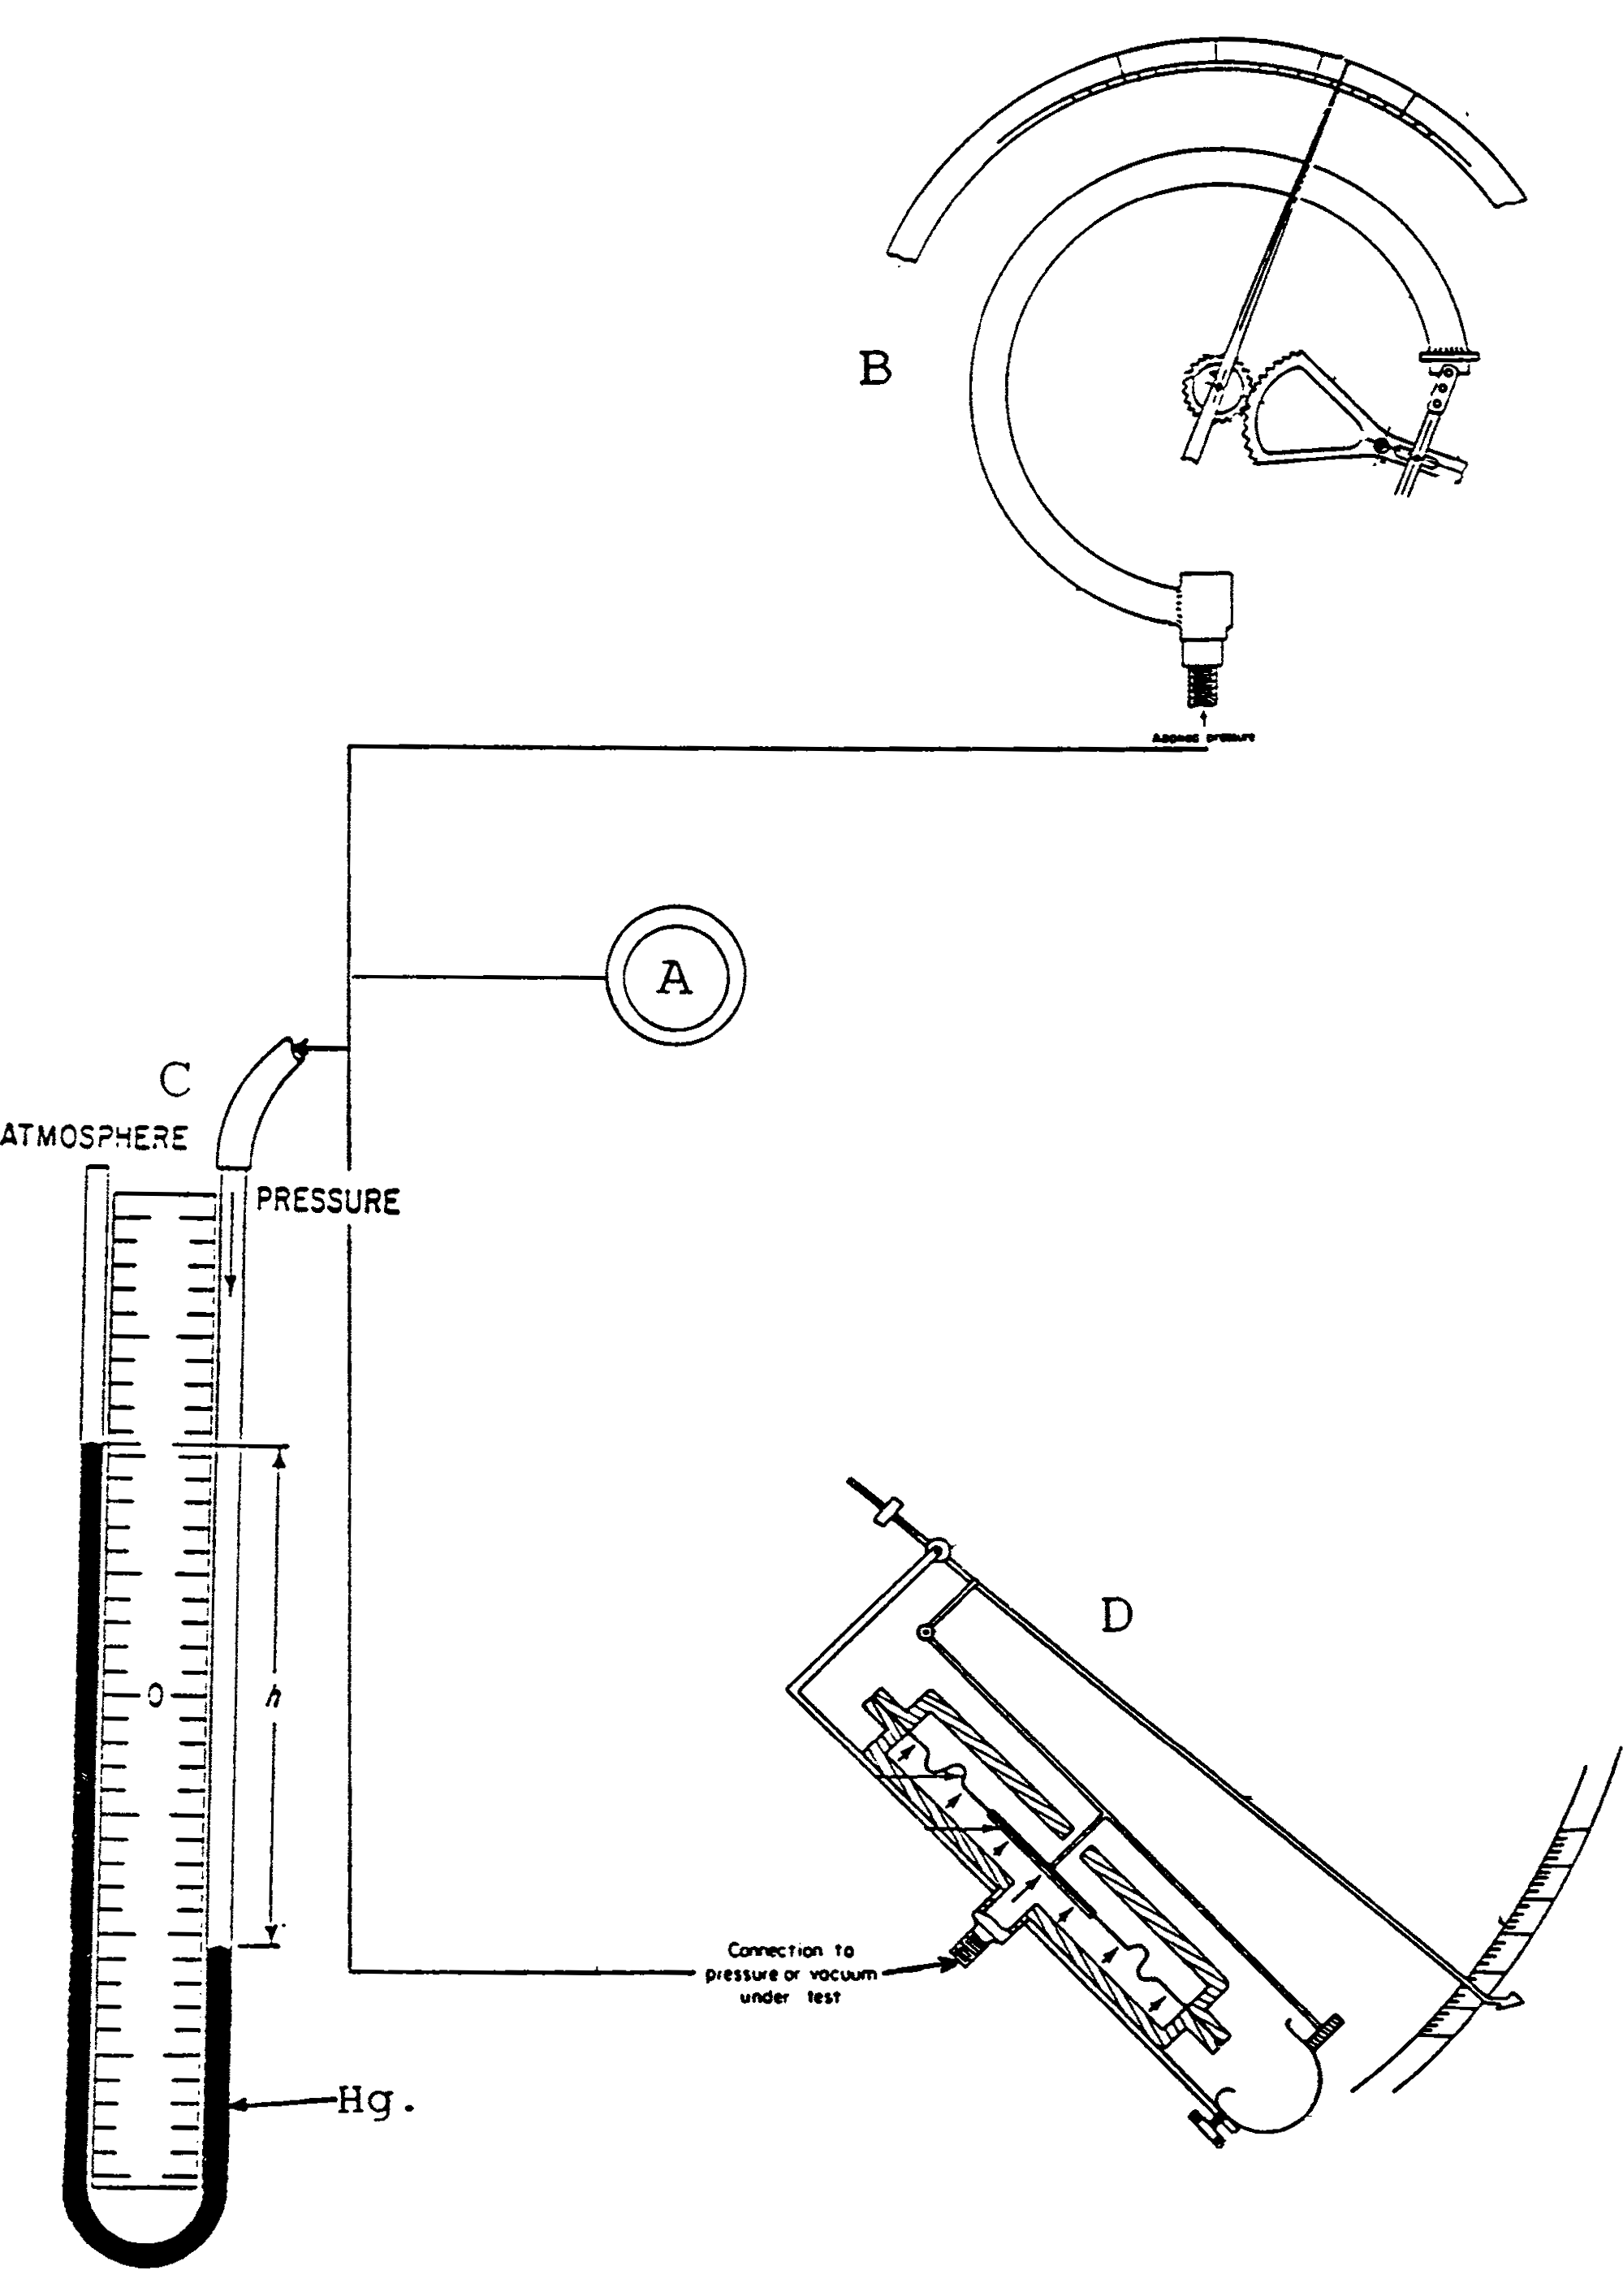 B
Applied pressure
A
C
ATMOSPHERE
PRESSURE
D
0
h
Connection to
pressure or vacuum
under test
Hg.